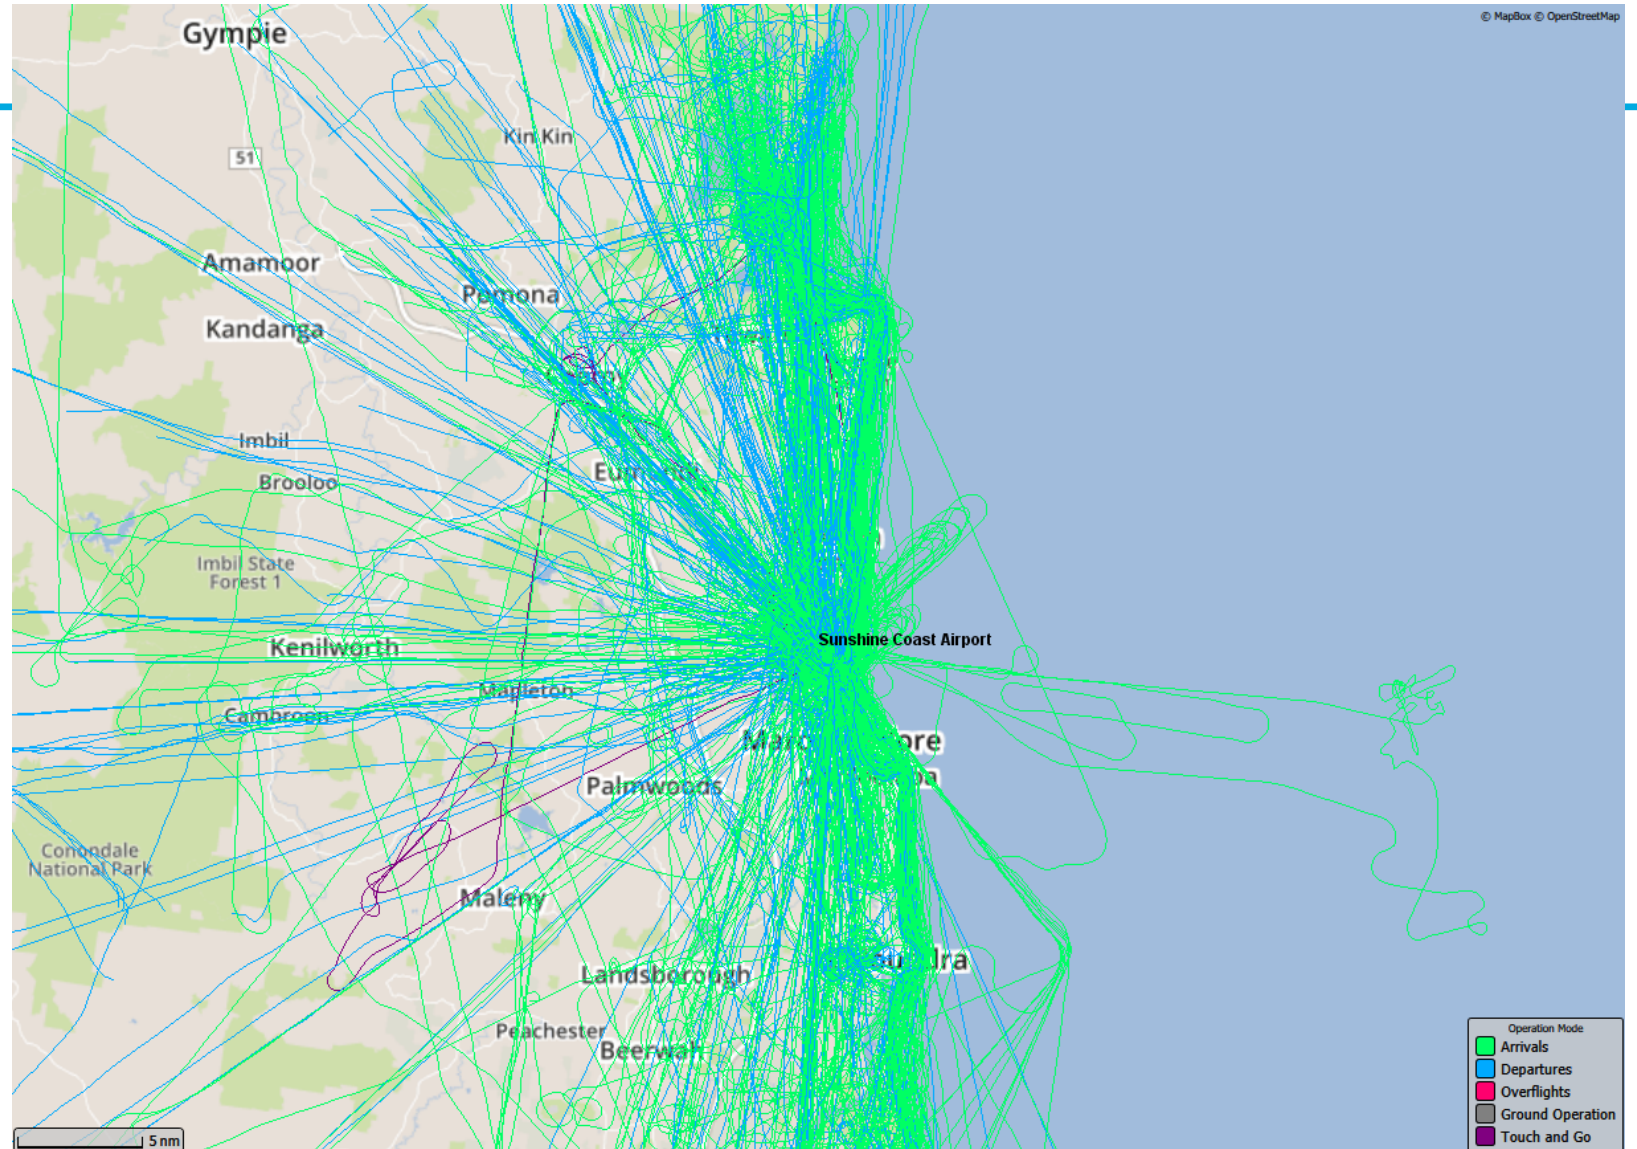 © MapBox © OpenStreetMap
Gympie
Kin Kin
51
Amamoor
Pomona
Kandanga
Imbil
Brooloo
Imbil State
Forest 1
Sunshine Coast Airport
Kenilworth
Mapleton
Cambroon
Palmwoods
Conondale
National Park
Maleny
Landsborough
Peachester
Beerwah
Operation Mode
Arrivals
Departures
Overflights
Ground Operation
Touch and Go
5 nm